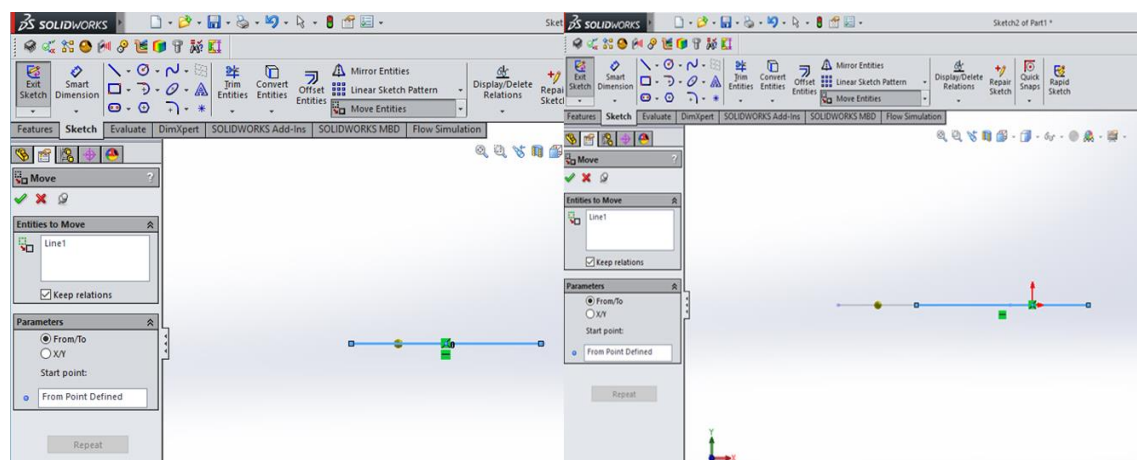 SOLIDWORKS
Sket
Exit Sketch
Smart Dimension
Trim Entities
Convert Entities
Offset Entities
Mirror Entities
Linear Sketch Pattern
Move Entities
Display/Delete Relations
Repai
Sketc
Features Sketch Evaluate DimXpert SOLIDWORKS Add-Ins SOLIDWORKS MBD Flow Simulation
Move ?
Entities to Move
Line1
Keep relations
Parameters
From/To
X/Y
Start point:
From Point Defined
Repeat
SOLIDWORKS
Sketch2 of Part1 *
Exit Sketch
Smart Dimension
Trim Entities
Convert Entities
Offset Entities
Mirror Entities
Linear Sketch Pattern
Move Entities
Display/Delete Relations
Repair Sketch
Quick Snaps
Rapid Sketch
Features Sketch Evaluate DimXpert SOLIDWORKS Add-Ins SOLIDWORKS MBD Flow Simulation
Move ?
Entities to Move
Line1
Keep relations
Parameters
From/To
X/Y
Start point:
From Point Defined
Repeat
Y
X